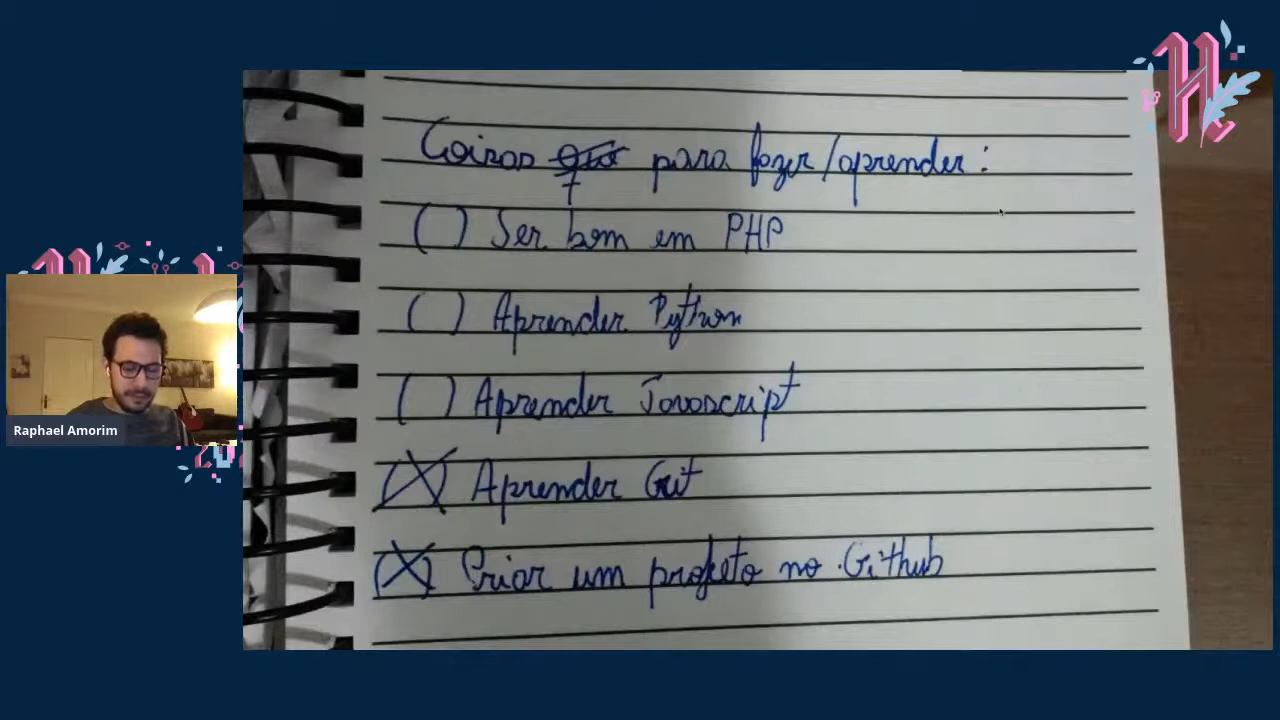 Coisas para fazer/aprender:
( ) Ser bom em PHP
( ) Aprender Python
( ) Aprender Javascript
(X) Aprender Git
(X) Criar um projeto no Github
Raphael Amorim
H